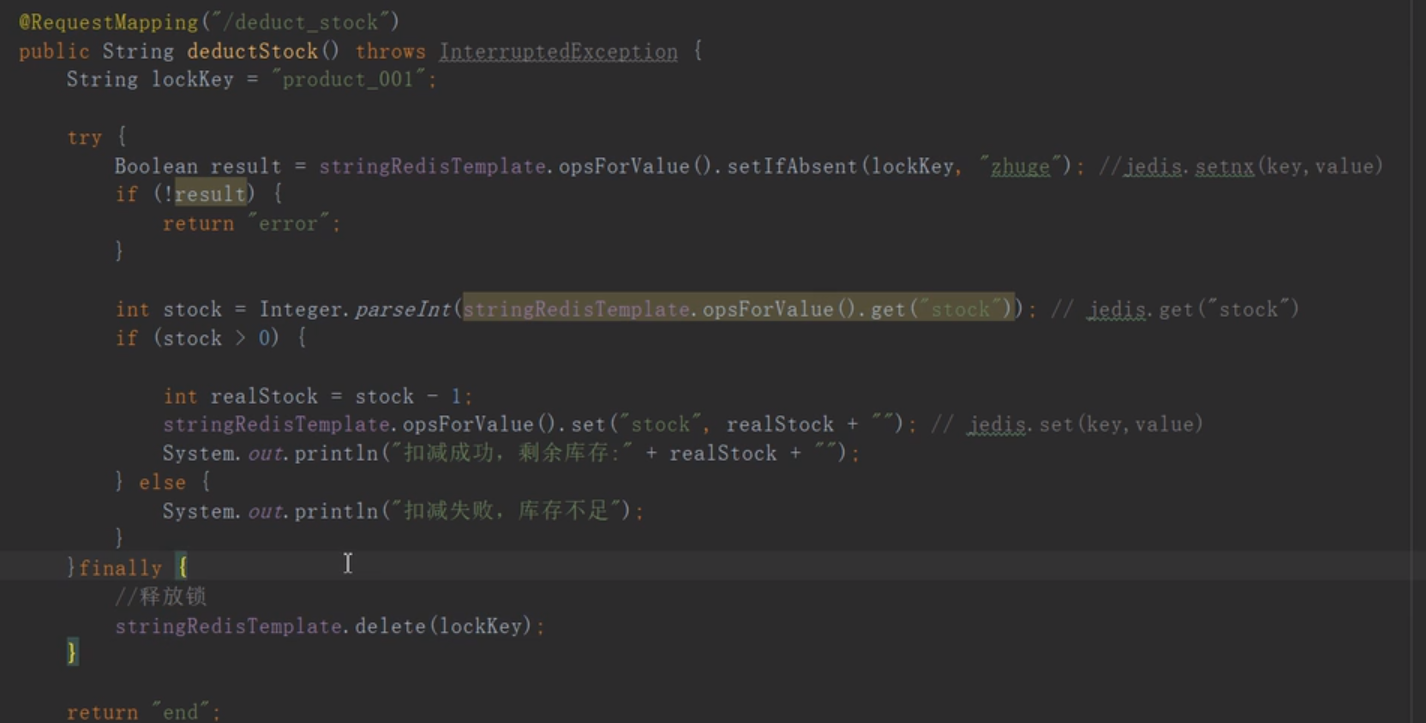 @RequestMapping("/deduct_stock")
public String deductStock() throws InterruptedException {
    String lockKey = "product_001";
    try {
        Boolean result = stringRedisTemplate.opsForValue().setIfAbsent(lockKey, "zhuge"); //jedis.setnx(key,value)
        if (!result) {
            return "error";
        }
        int stock = Integer.parseInt(stringRedisTemplate.opsForValue().get("stock")); // jedis.get("stock")
        if (stock > 0) {
            int realStock = stock - 1;
            stringRedisTemplate.opsForValue().set("stock", realStock + ""); // jedis.set(key,value)
            System.out.println("扣减成功，剩余库存:" + realStock + "");
        } else {
            System.out.println("扣减失败，库存不足");
        }
    }finally {
        //释放锁
        stringRedisTemplate.delete(lockKey);
    }
    return "end";